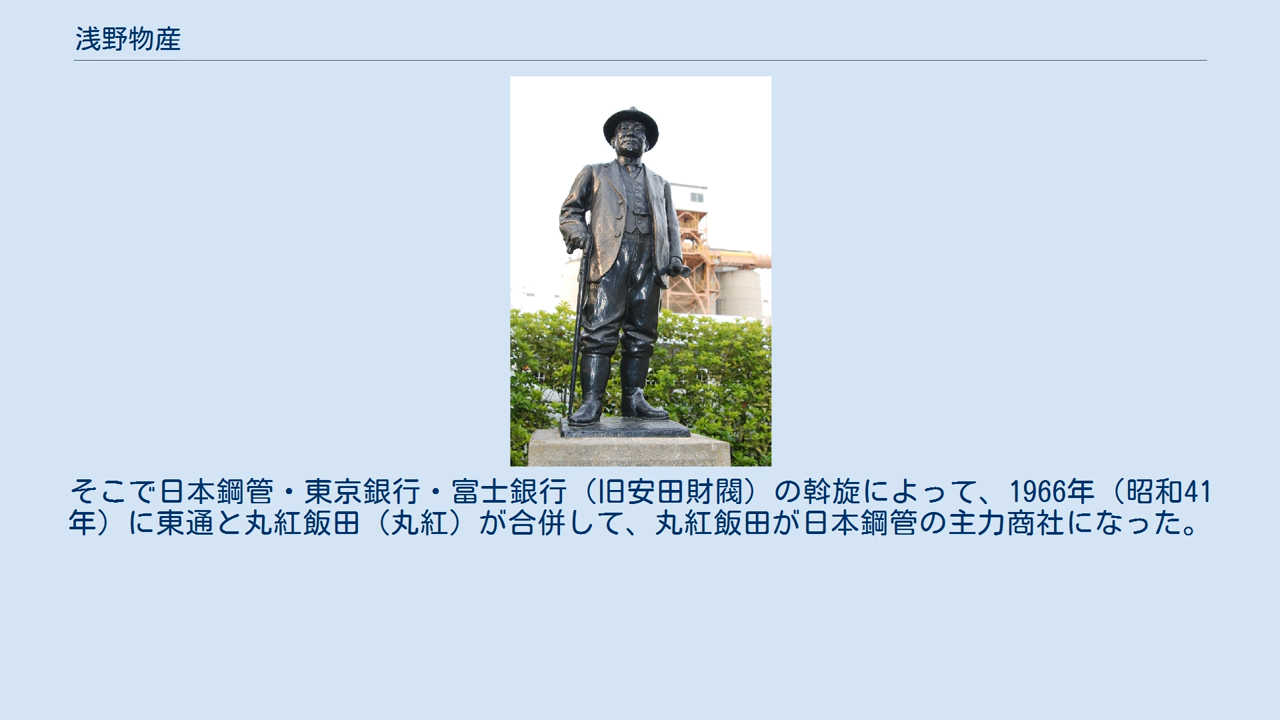 浅野物産
そこで日本鋼管・東京銀行・富士銀行（旧安田財閥）の斡旋によって、1966年（昭和41
年）に東通と丸紅飯田（丸紅）が合併して、丸紅飯田が日本鋼管の主力商社になった。